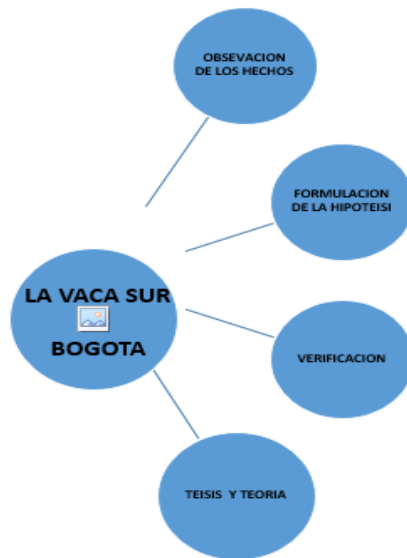 OBSEVACION
DE LOS HECHOS
FORMULACION
DE LA HIPOTEISI
LA VACA SUR
BOGOTA
VERIFICACION
TEISIS Y TEORIA